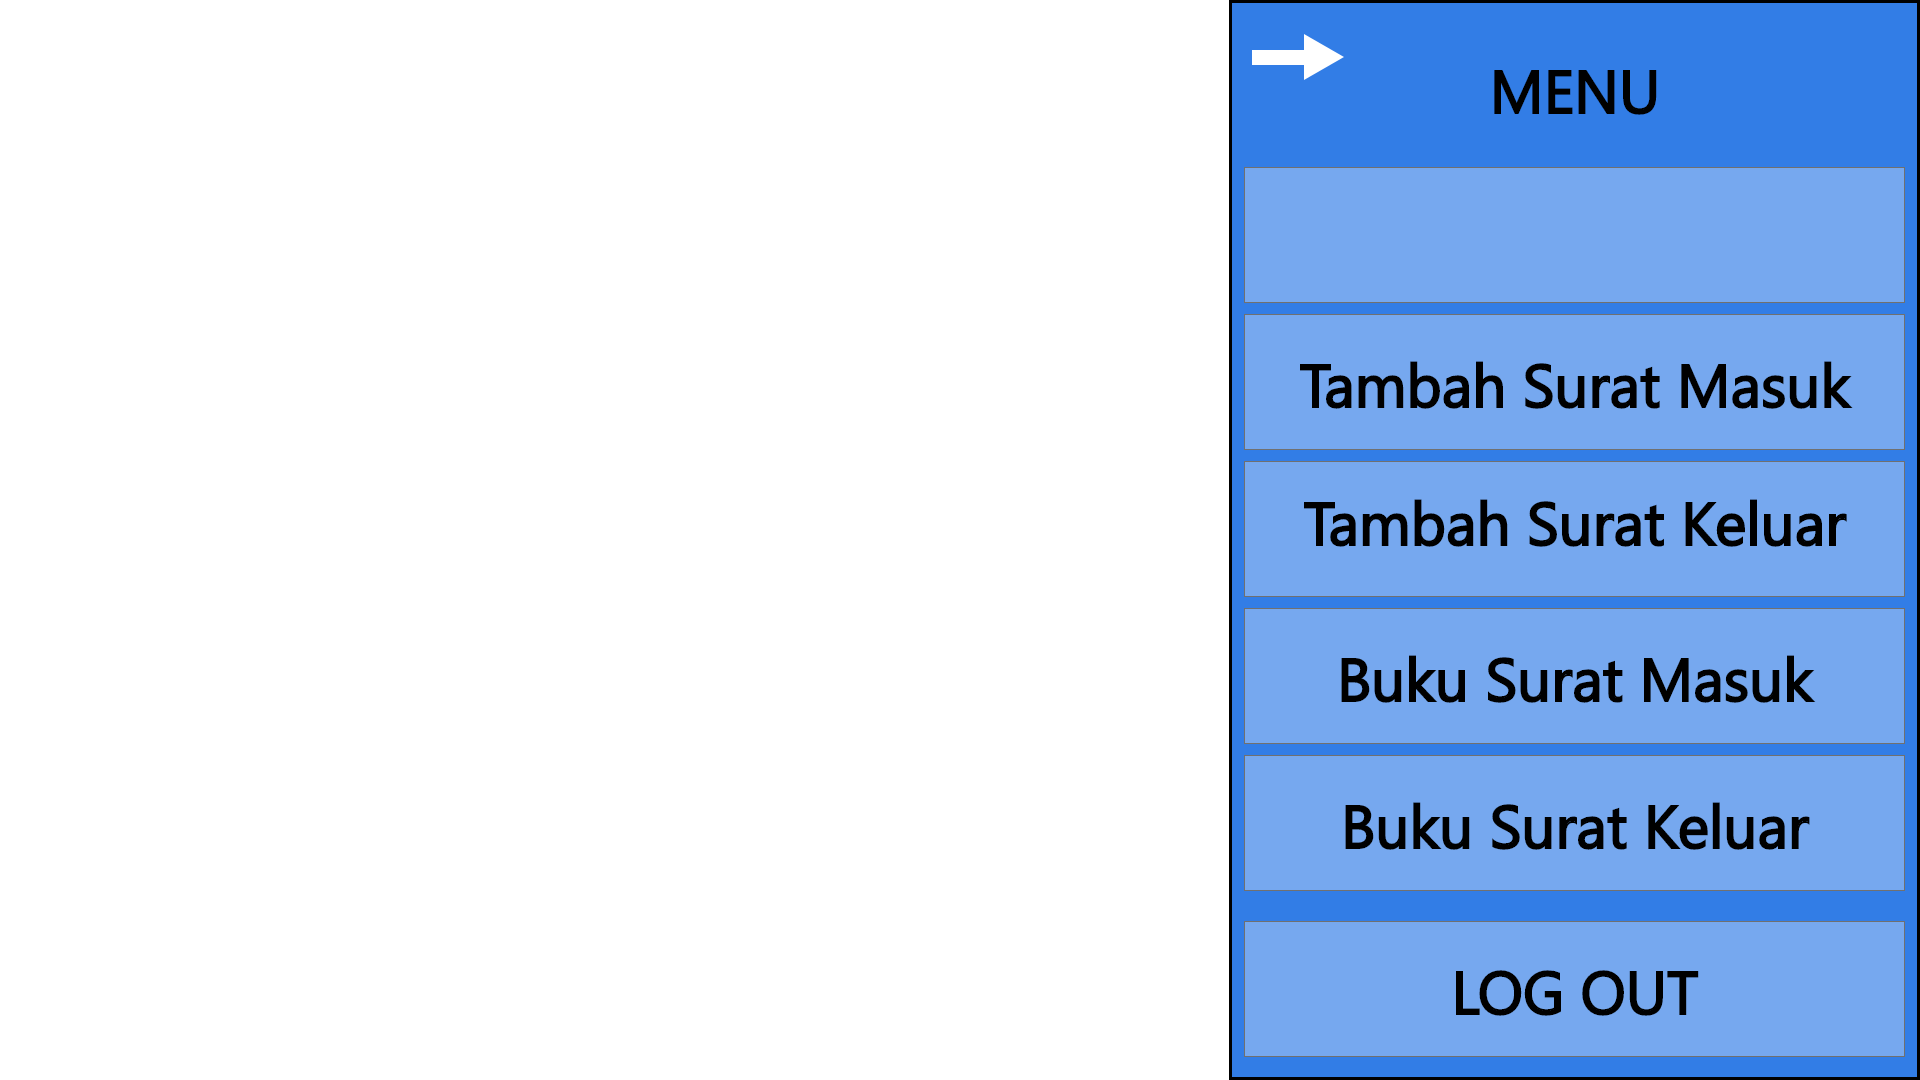 MENU
Tambah Surat Masuk
Tambah Surat Keluar
Buku Surat Masuk
Buku Surat Keluar
LOG OUT